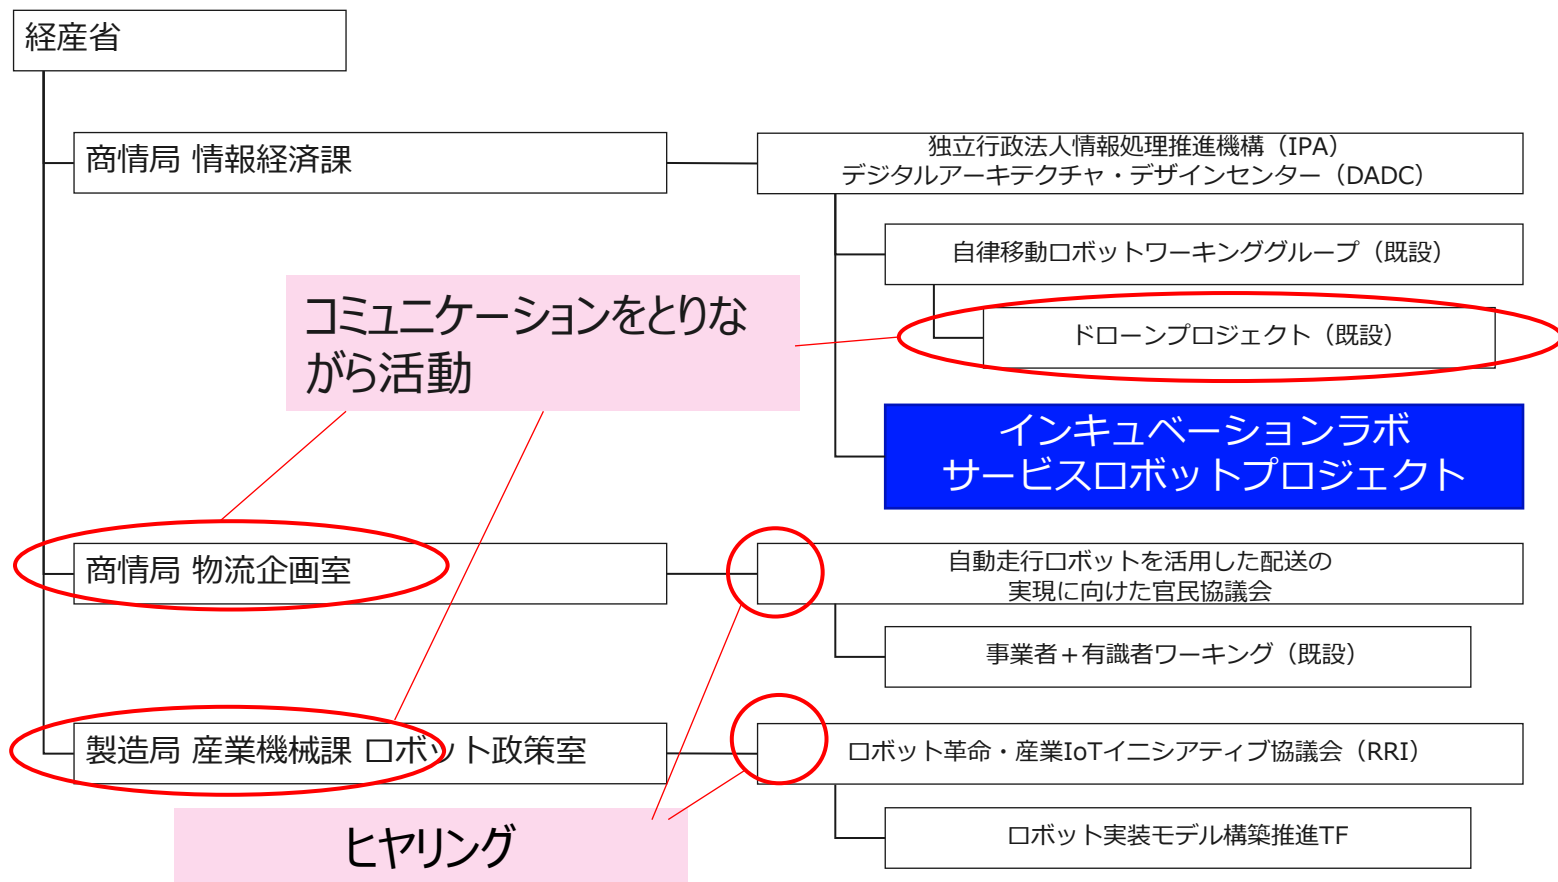 経産省
商情局 情報経済課
独立行政法人情報処理推進機構（IPA）
デジタルアーキテクチャ・デザインセンター（DADC）
自律移動ロボットワーキンググループ（既設）
コミュニケーションをとりな
がら活動
ドローンプロジェクト（既設）
インキュベーションラボ
サービスロボットプロジェクト
商情局 物流企画室
自動走行ロボットを活用した配送の
実現に向けた官民協議会
事業者＋有識者ワーキング（既設）
製造局 産業機械課 ロボット政策室
ロボット革命・産業IoTイニシアティブ協議会（RRI）
ヒヤリング
ロボット実装モデル構築推進TF